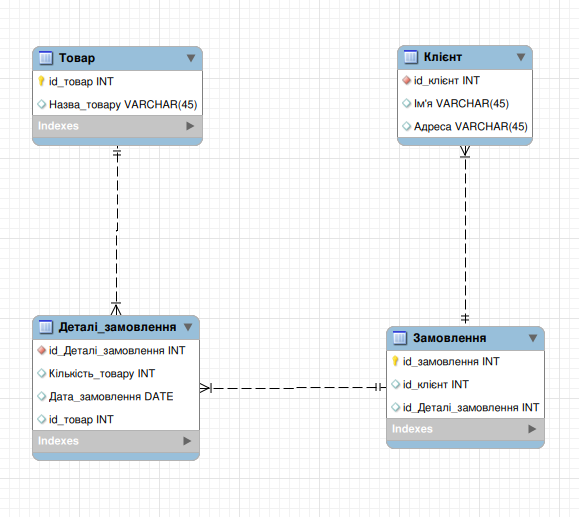 Товар
id_товар INT
Назва_товару VARCHAR(45)
Indexes
Клієнт
id_клієнт INT
Ім'я VARCHAR(45)
Адреса VARCHAR(45)
Деталі_замовлення
id_Деталі_замовлення INT
Кількість_товару INT
Дата_замовлення DATE
id_товар INT
Indexes
Замовлення
id_замовлення INT
id_клієнт INT
id_Деталі_замовлення INT
Indexes